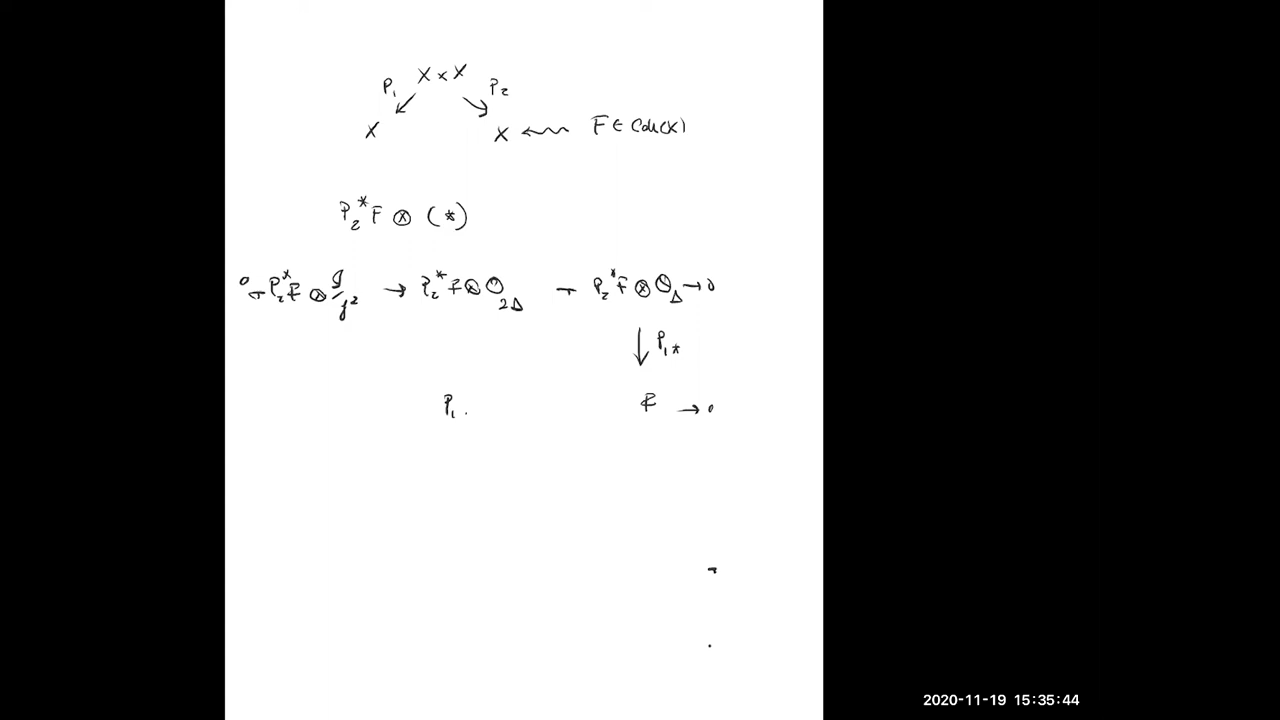 X × X
P₁ P₂
X X ⇜ F ∈ Coh(X)
P₂*F ⊗ (*)
0 → P₂*F ⊗ I/I² → P₂*F ⊗ O_{2Δ} → P₂*F ⊗ O_Δ → 0
↓ P₁*
P₁. F → 0
2020-11-19 15:35:44